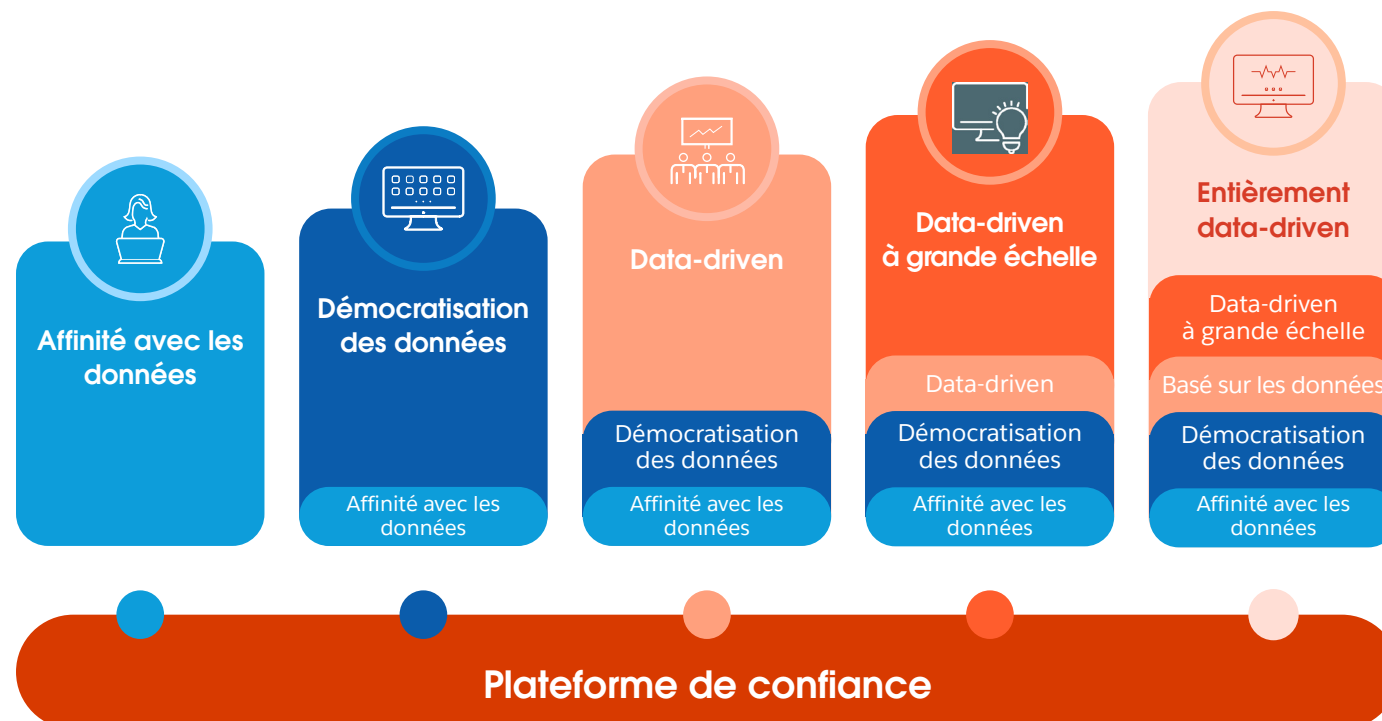 Affinité avec les
données
Démocratisation
des données
Affinité avec les
données
Data-driven
Démocratisation
des données
Affinité avec les
données
Data-driven
à grande échelle
Data-driven
Démocratisation
des données
Affinité avec les
données
Entièrement
data-driven
Data-driven
à grande échelle
Basé sur les données
Démocratisation
des données
Affinité avec les
données
Plateforme de confiance